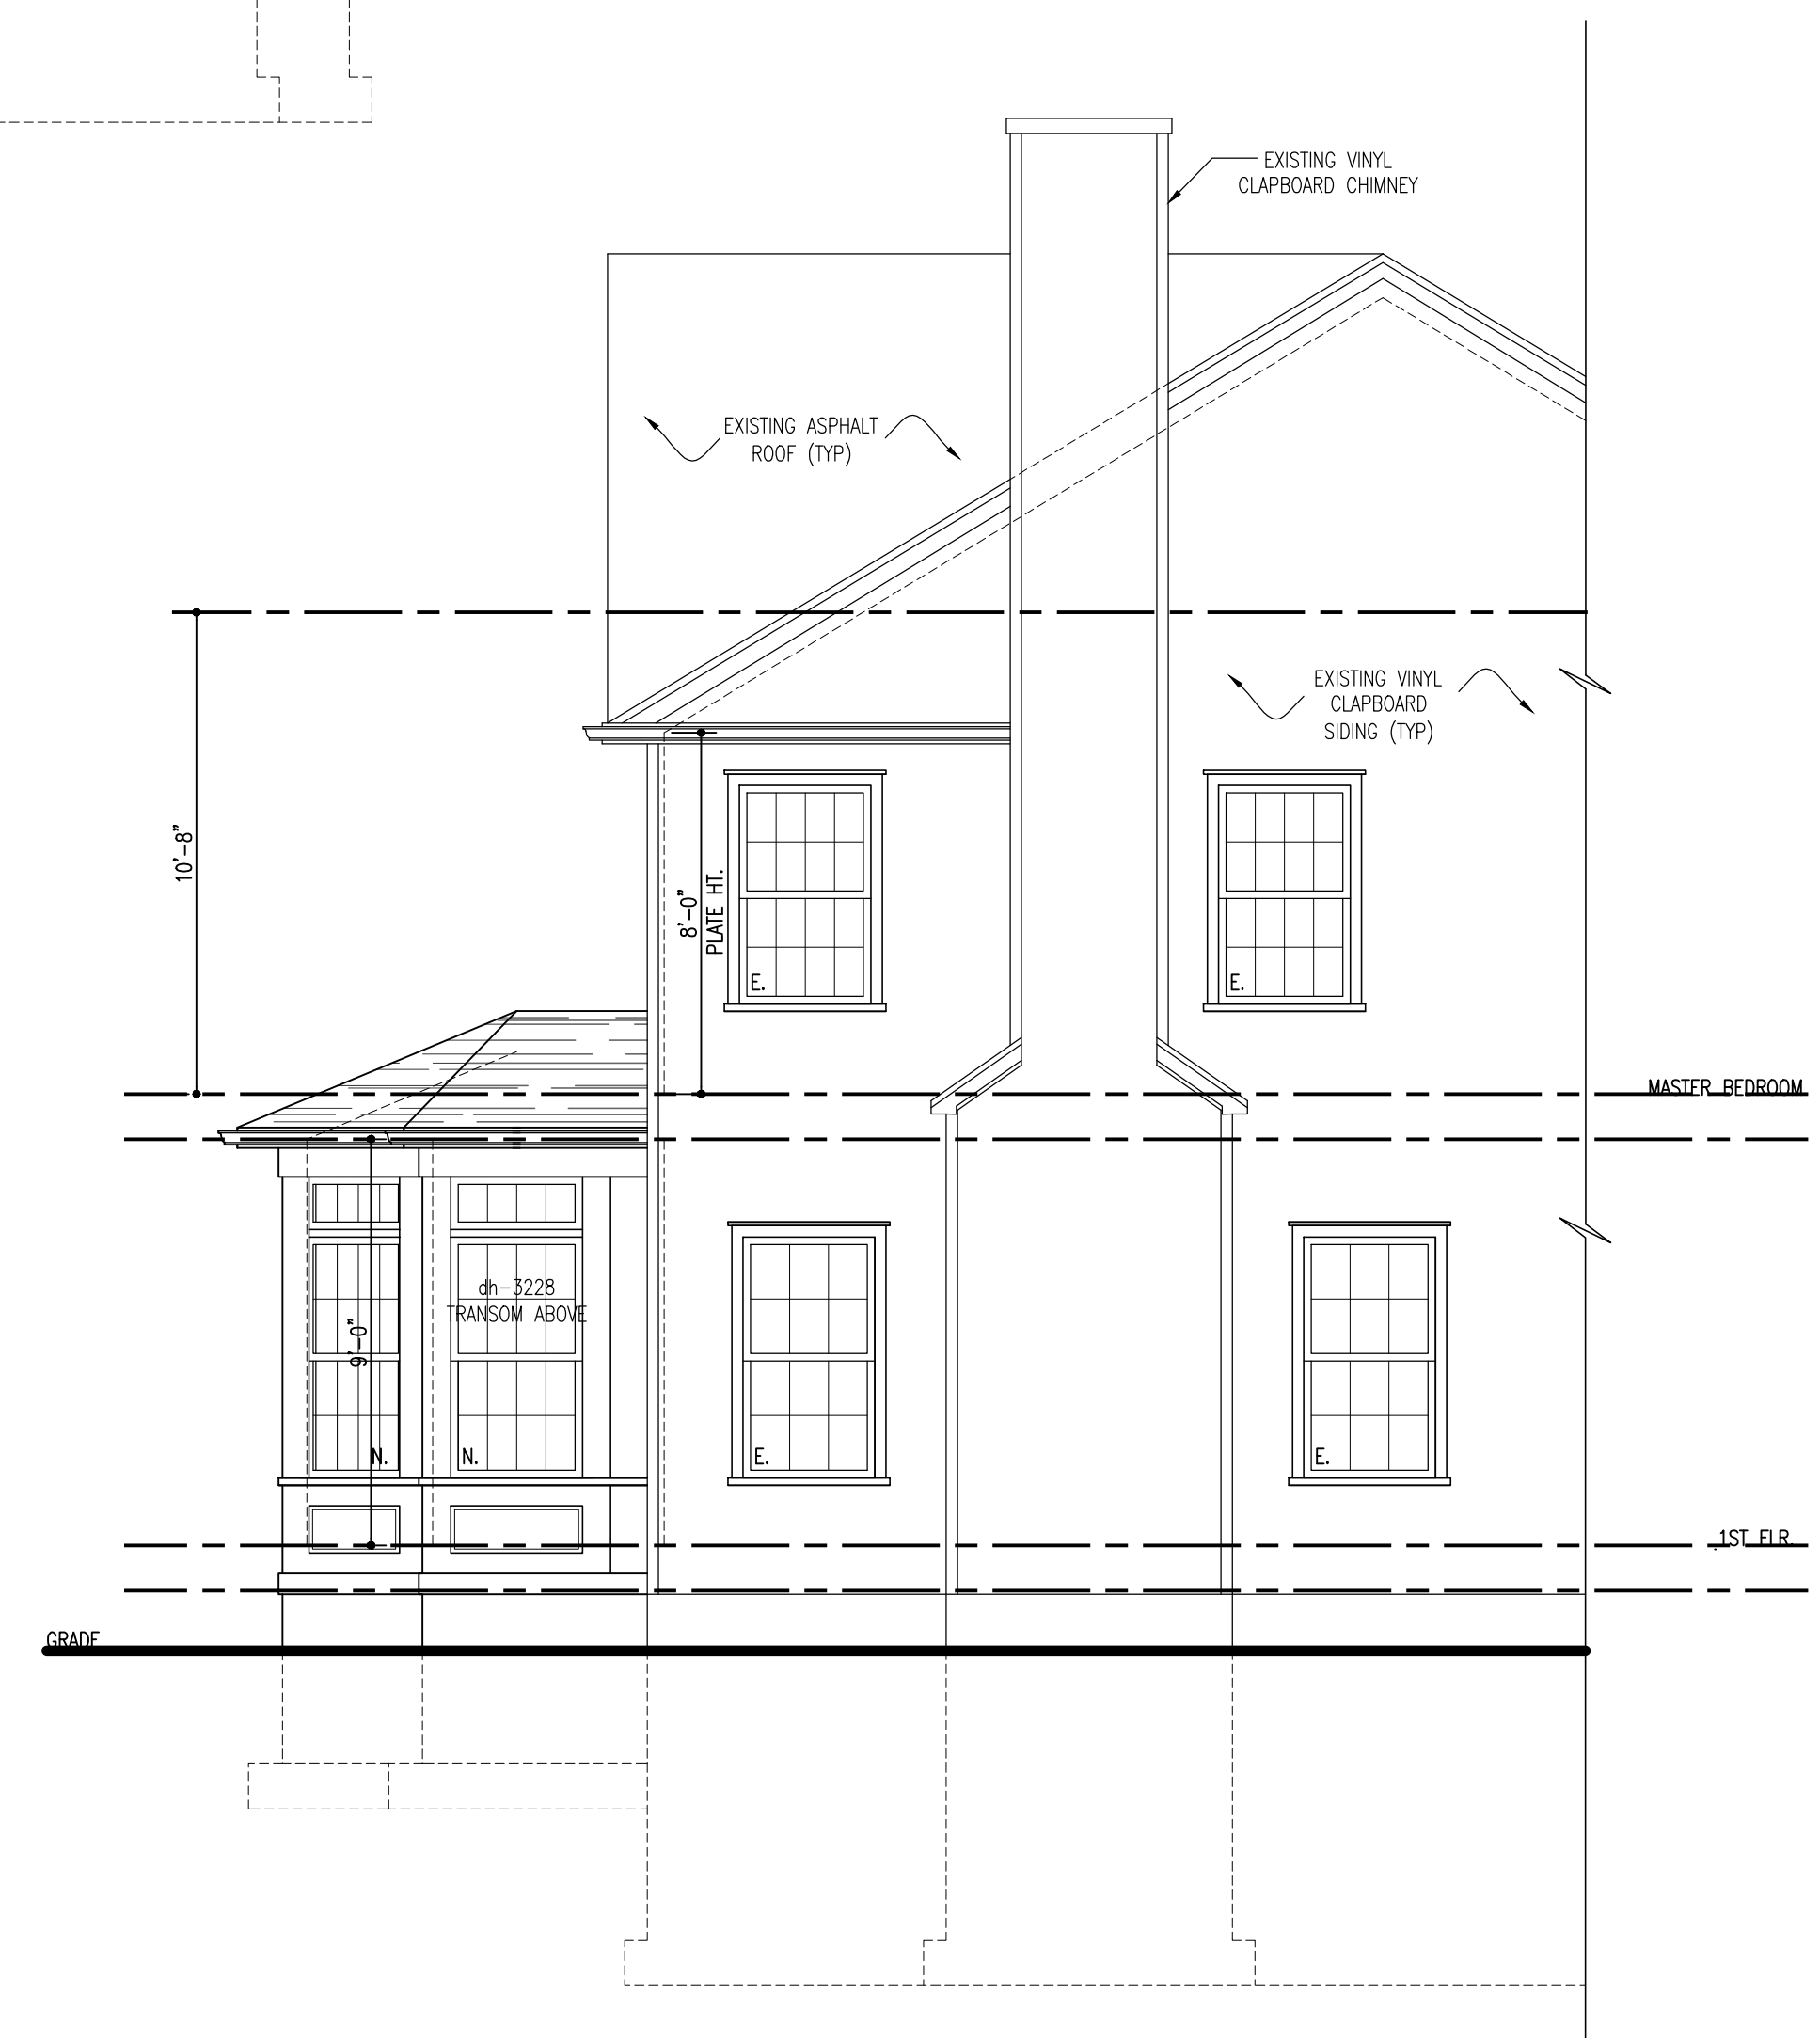 EXISTING VINYL
CLAPBOARD CHIMNEY
EXISTING ASPHALT
ROOF (TYP)
EXISTING VINYL
CLAPBOARD
SIDING (TYP)
10'-8"
8'-0"
PLATE HT.
E.
E.
MASTER BEDROOM
dh-3228
TRANSOM ABOVE
9'-0"
N.
N.
E.
E.
1ST FLR.
GRADE